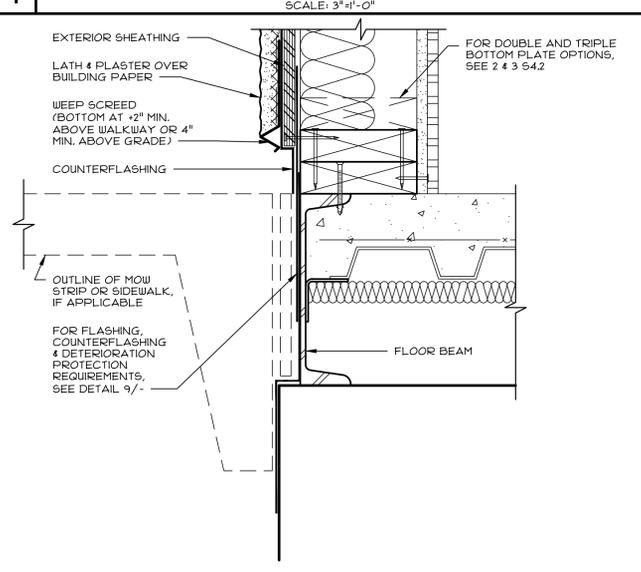 SCALE: 3"=1'-0"
EXTERIOR SHEATHING
LATH & PLASTER OVER
BUILDING PAPER
WEEP SCREED
(BOTTOM AT +2" MIN.
ABOVE WALKWAY OR 4"
MIN. ABOVE GRADE)
COUNTERFLASHING
FOR DOUBLE AND TRIPLE
BOTTOM PLATE OPTIONS,
SEE 2 & 3 S4.2
OUTLINE OF MOW
STRIP OR SIDEWALK,
IF APPLICABLE
FOR FLASHING,
COUNTERFLASHING
& DETERIORATION
PROTECTION
REQUIREMENTS,
SEE DETAIL 9/-
FLOOR BEAM